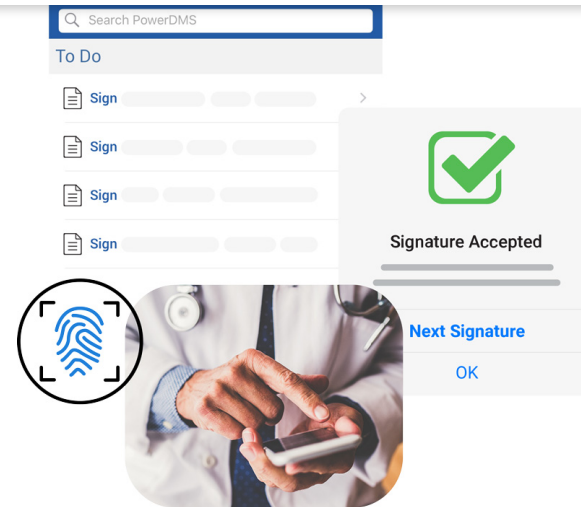 Search PowerDMS
To Do
Sign
Sign
Sign
Sign
Signature Accepted
Next Signature
OK